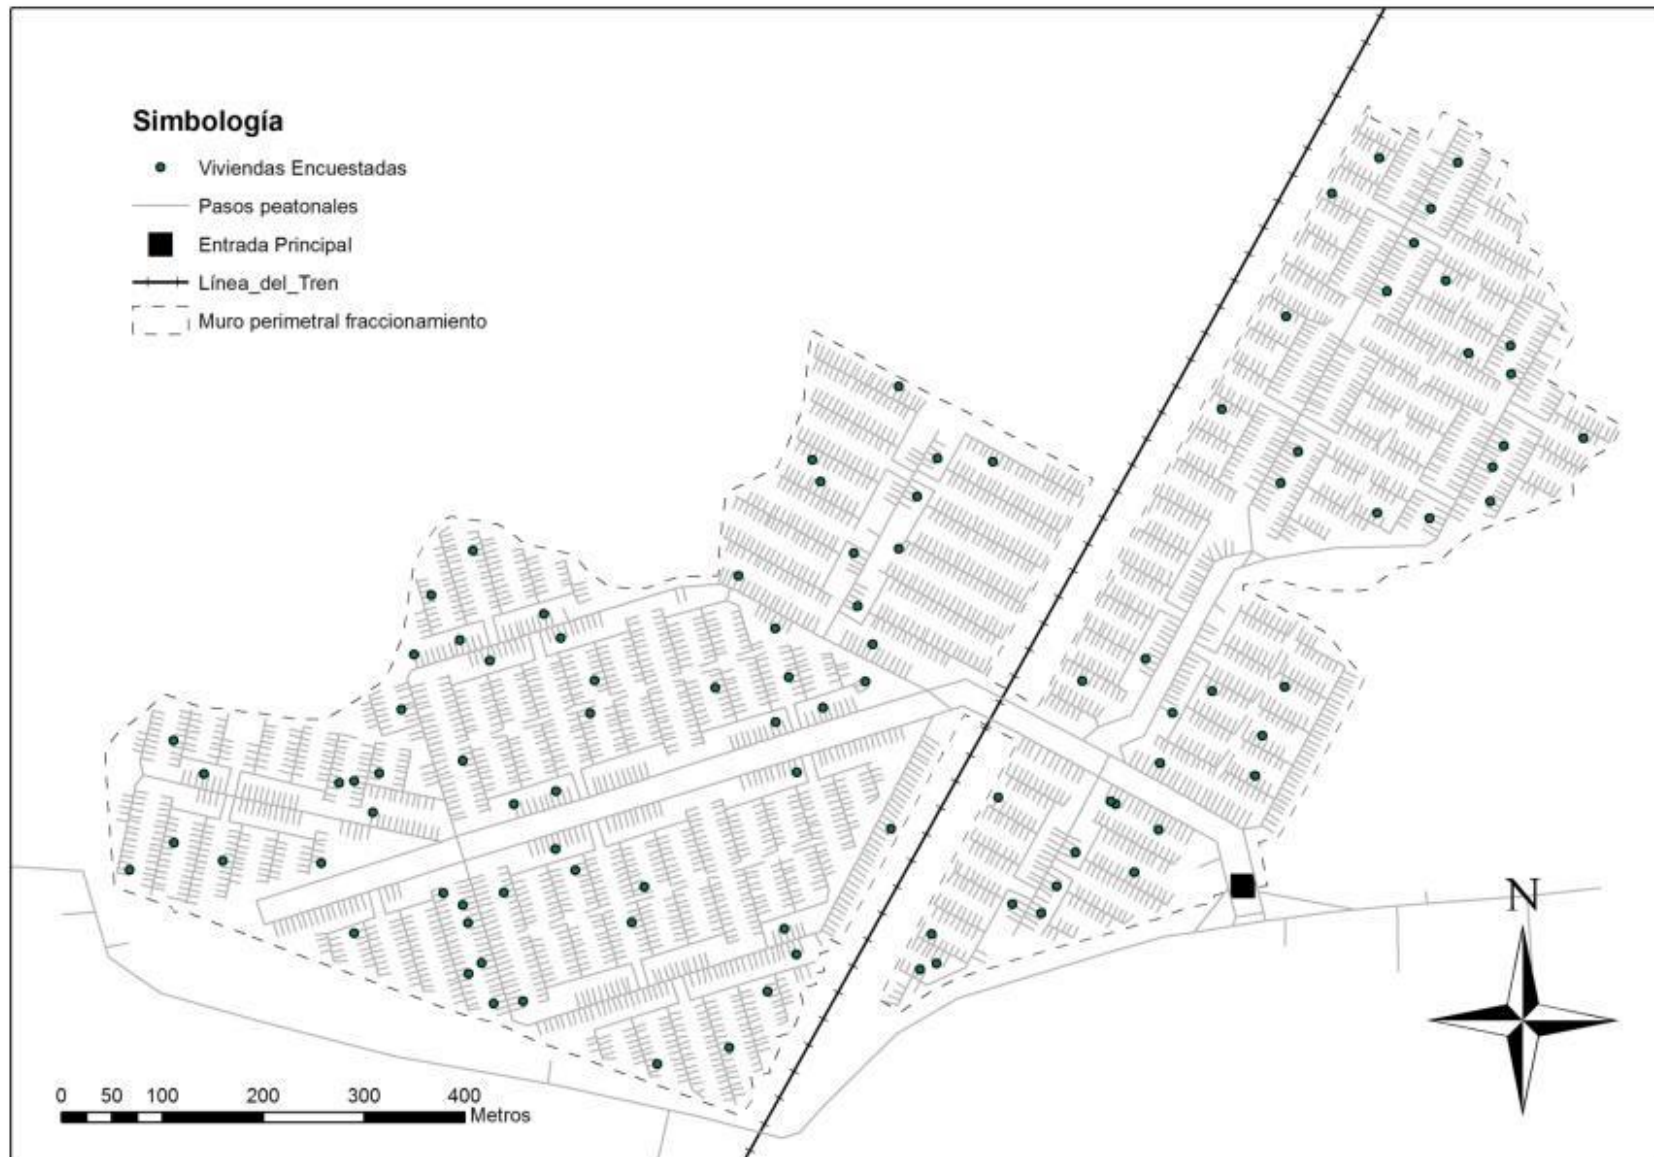 Simbología
Viviendas Encuestadas
Pasos peatonales
Entrada Principal
Línea_del_Tren
Muro perimetral fraccionamiento
N
0 50 100 200 300 400
Metros